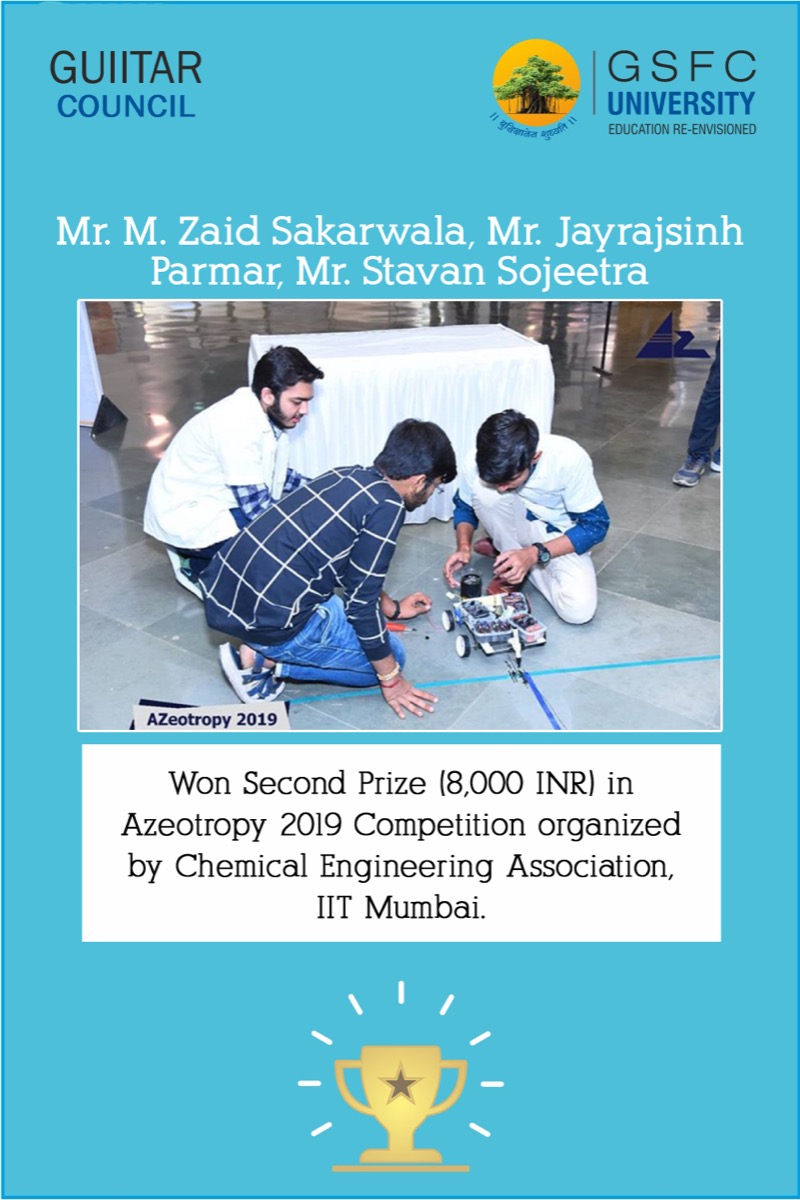 GUIITAR
COUNCIL
GSFC
UNIVERSITY
EDUCATION RE-ENVISIONED
Mr. M. Zaid Sakarwala, Mr. Jayrajsinh
Parmar, Mr. Stavan Sojeetra
AZ
AZeotropy 2019
Won Second Prize (8,000 INR) in
Azeotropy 2019 Competition organized
by Chemical Engineering Association,
IIT Mumbai.